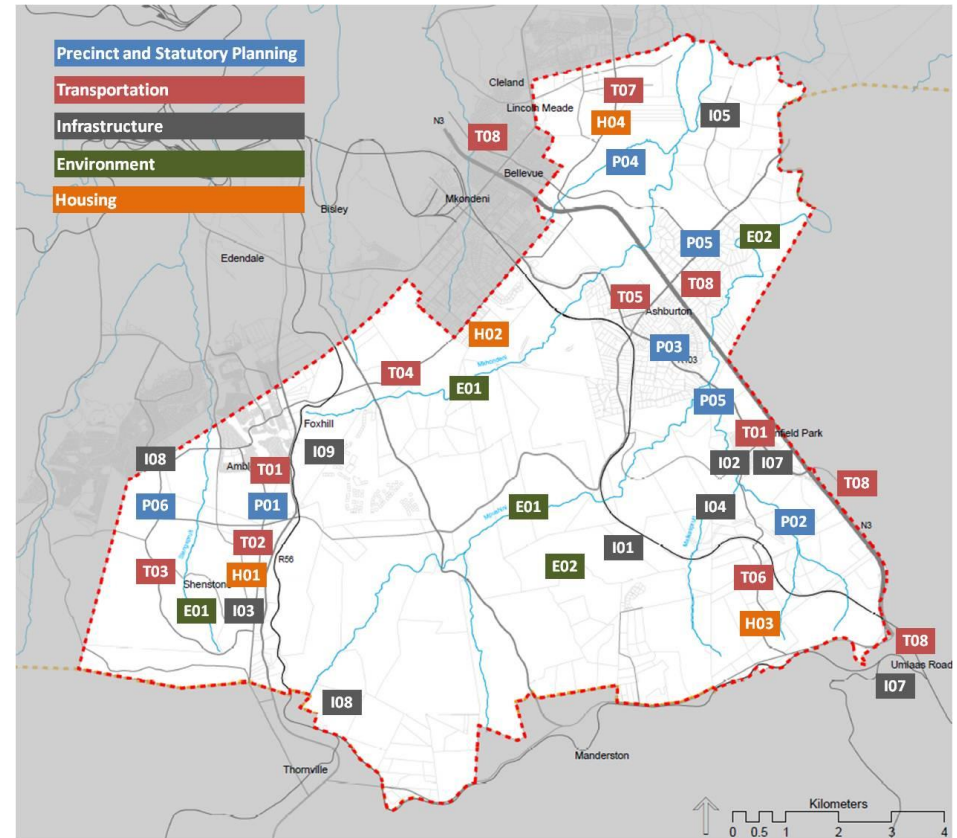 Precinct and Statutory Planning
Transportation
Infrastructure
Environment
Housing
Cleland
T07
Lincoln Meade
I05
N3
H04
T08
P04
Bellevue
Mkondeni
Bisley
P05
E02
Edendale
T08
T05
Ashburton
H02
P03
T04
E01
P05
Foxhill
T01
nfield Park
I08
I09
T01
I02
I07
T08
P06
P01
E01
I04
P02
N3
T02
I01
R56
E02
T03
H01
T06
Shenstone
E01
I03
H03
T08
Umlaas Road
I07
I08
Manderston
Thornville
Kilometers
0 0.5 1 2 3 4